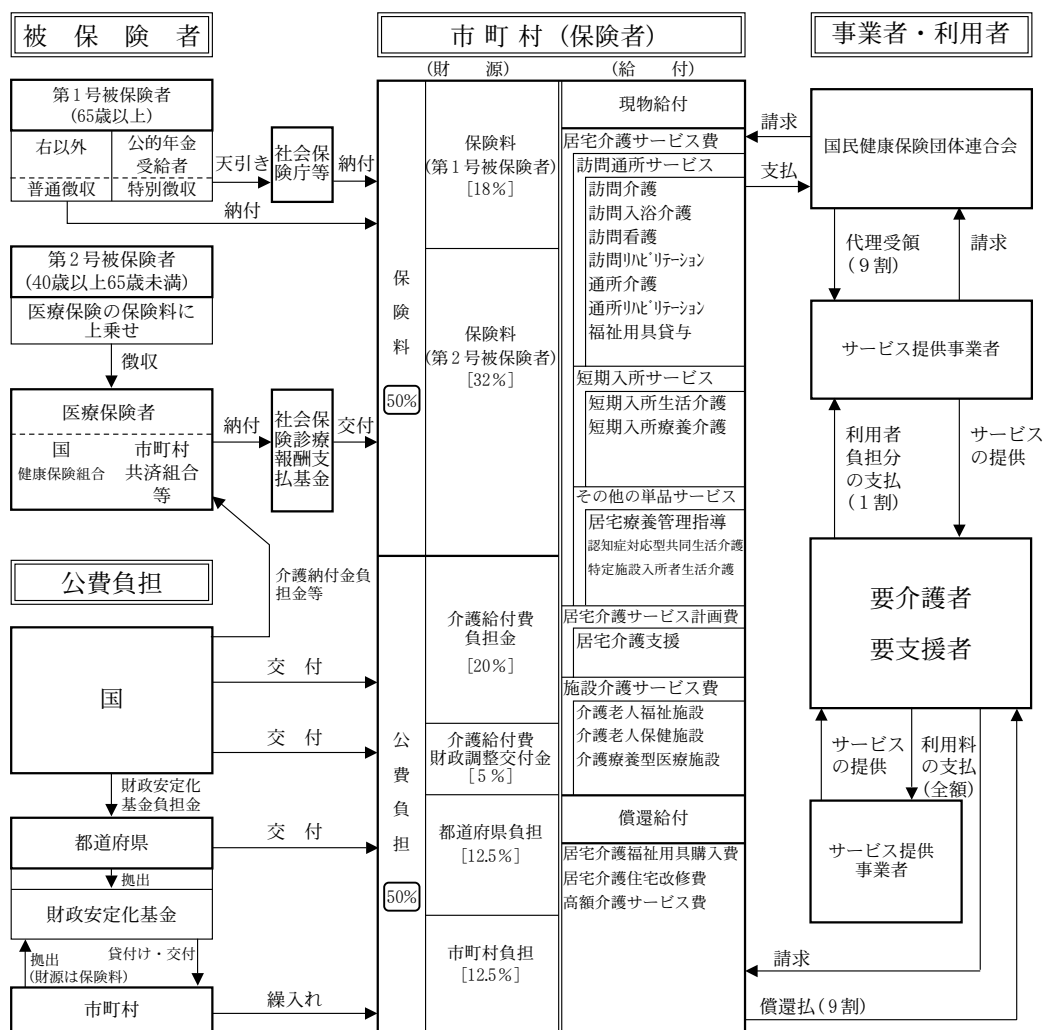 被保険者
第1号被保険者
(65歳以上)
右以外
公的年金
受給者
普通徴収
特別徴収
天引き
社会保
険庁等
納付
納付
第2号被保険者
(40歳以上65歳未満)
医療保険の保険料に
上乗せ
徴収
医療保険者
国
市町村
健康保険組合
共済組合
等
納付
社会保
険診療
報酬支
払基金
交付
介護納付金負
担金等
公費負担
国
交付
交付
財政安定化
基金負担金
都道府県
交付
拠出
財政安定化基金
拠出
(財源は保険料)
貸付け・交付
市町村
繰入れ
市町村(保険者)
(財源)
(給付)
保険料
50%
保険料
(第1号被保険者)
[18%]
保険料
(第2号被保険者)
[32%]
公費負担
50%
介護給付費
負担金
[20%]
介護給付費
財政調整交付金
[5%]
都道府県負担
[12.5%]
市町村負担
[12.5%]
現物給付
居宅介護サービス費
訪問通所サービス
訪問介護
訪問入浴介護
訪問看護
訪問ﾘﾊﾋﾞﾘﾃｰｼｮﾝ
通所介護
通所ﾘﾊﾋﾞﾘﾃｰｼｮﾝ
福祉用具貸与
短期入所サービス
短期入所生活介護
短期入所療養介護
その他の単品サービス
居宅療養管理指導
認知症対応型共同生活介護
特定施設入所者生活介護
居宅介護サービス計画費
居宅介護支援
施設介護サービス費
介護老人福祉施設
介護老人保健施設
介護療養型医療施設
償還給付
居宅介護福祉用具購入費
居宅介護住宅改修費
高額介護サービス費
事業者・利用者
請求
支払
国民健康保険団体連合会
代理受領
(9割)
請求
サービス提供事業者
利用者
負担分
の支払
(1割)
サービス
の提供
要介護者
要支援者
サービス
の提供
利用料
の支払
(全額)
サービス提供
事業者
請求
償還払(9割)